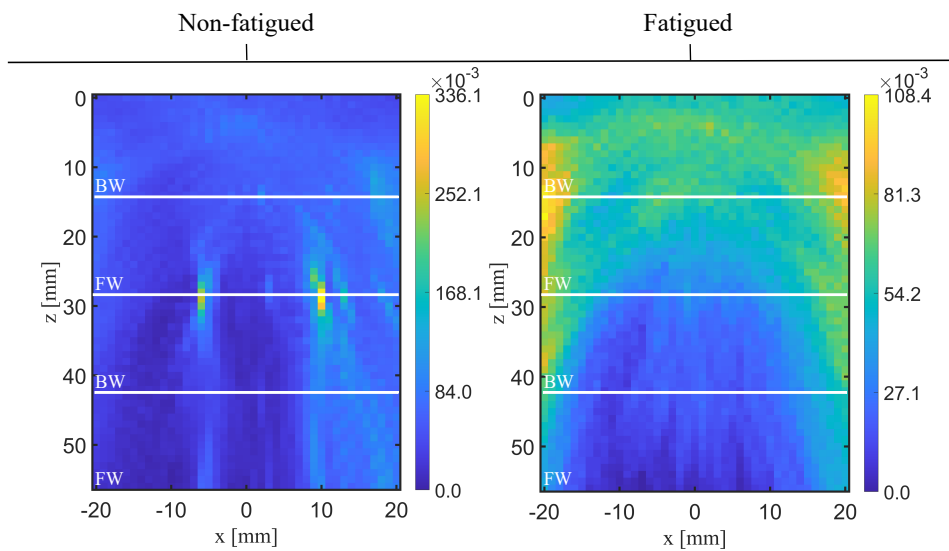 Non-fatigued
Fatigued
×10-3
336.1
252.1
168.1
84.0
0.0
0
10
20
30
40
50
z [mm]
BW
FW
BW
FW
-20
-10
0
10
20
x [mm]
×10-3
108.4
81.3
54.2
27.1
0.0
0
10
20
30
40
50
z [mm]
BW
FW
BW
FW
-20
-10
0
10
20
x [mm]